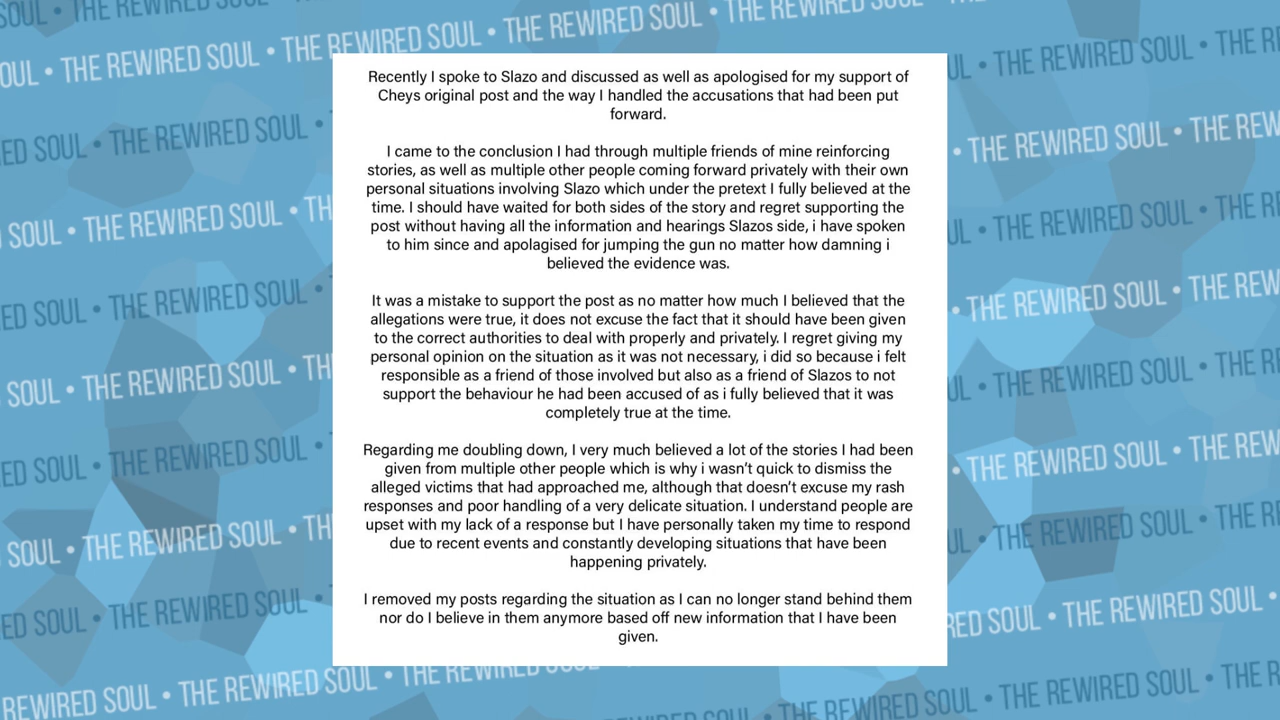 SOUL • THE REWIRED SOUL • THE REWIRED SOUL • THE REWIRED SOUL
SOUL • THE REWIRED SOUL • THE REWIRED SOUL • THE REWIRED SOUL • THE REWIRED SOUL
Recently I spoke to Slazo and discussed as well as apologised for my support of
Cheys original post and the way I handled the accusations that had been put
forward.
I came to the conclusion I had through multiple friends of mine reinforcing
stories, as well as multiple other people coming forward privately with their own
personal situations involving Slazo which under the pretext I fully believed at the
time. I should have waited for both sides of the story and regret supporting the
post without having all the information and hearings Slazos side, i have spoken
to him since and apolagised for jumping the gun no matter how damning i
believed the evidence was.
It was a mistake to support the post as no matter how much I believed that the
allegations were true, it does not excuse the fact that it should have been given
to the correct authorities to deal with properly and privately. I regret giving my
personal opinion on the situation as it was not necessary, i did so because i felt
responsible as a friend of those involved but also as a friend of Slazos to not
support the behaviour he had been accused of as i fully believed that it was
completely true at the time.
Regarding me doubling down, I very much believed a lot of the stories I had been
given from multiple other people which is why i wasn't quick to dismiss the
alleged victims that had approached me, although that doesn't excuse my rash
responses and poor handling of a very delicate situation. I understand people are
upset with my lack of a response but I have personally taken my time to respond
due to recent events and constantly developing situations that have been
happening privately.
I removed my posts regarding the situation as I can no longer stand behind them
nor do I believe in them anymore based off new information that I have been
given.